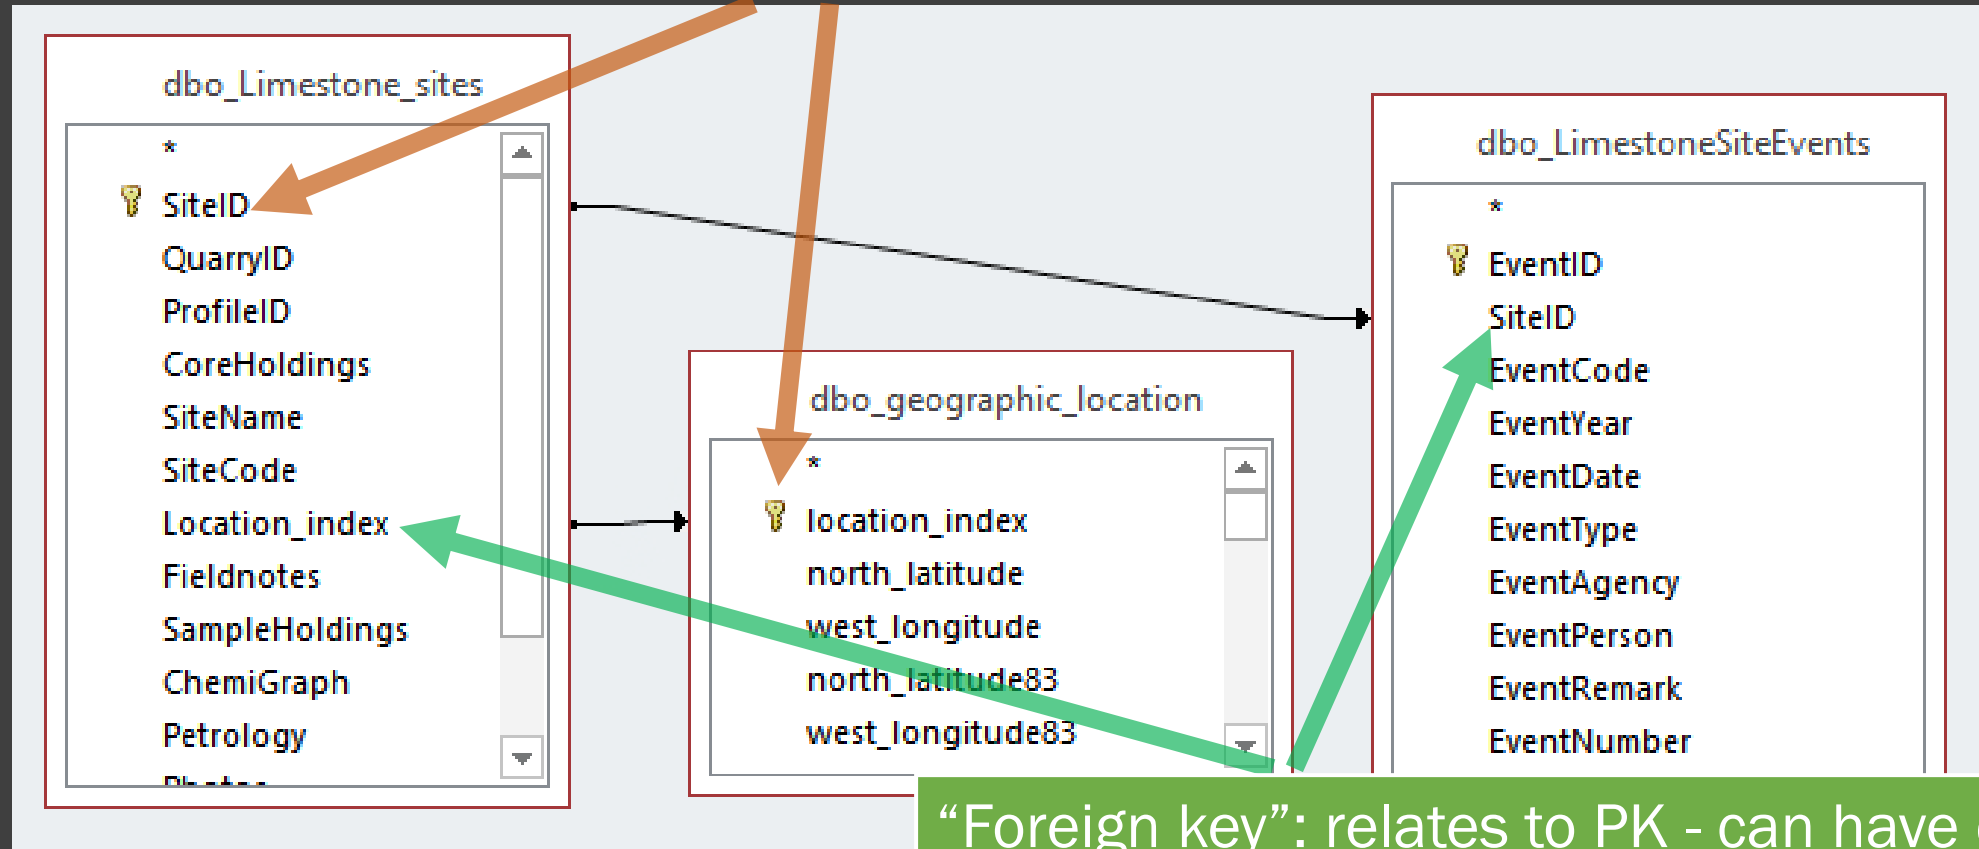 dbo_Limestone_sites
*
SiteID
QuarryID
ProfileID
CoreHoldings
SiteName
SiteCode
Location_index
Fieldnotes
SampleHoldings
ChemiGraph
Petrology
dbo_geographic_location
*
location_index
north_latitude
west_longitude
north_latitude83
west_longitude83
dbo_LimestoneSiteEvents
*
EventID
SiteID
EventCode
EventYear
EventDate
EventType
EventAgency
EventPerson
EventRemark
EventNumber
“Foreign key”: relates to PK - can have